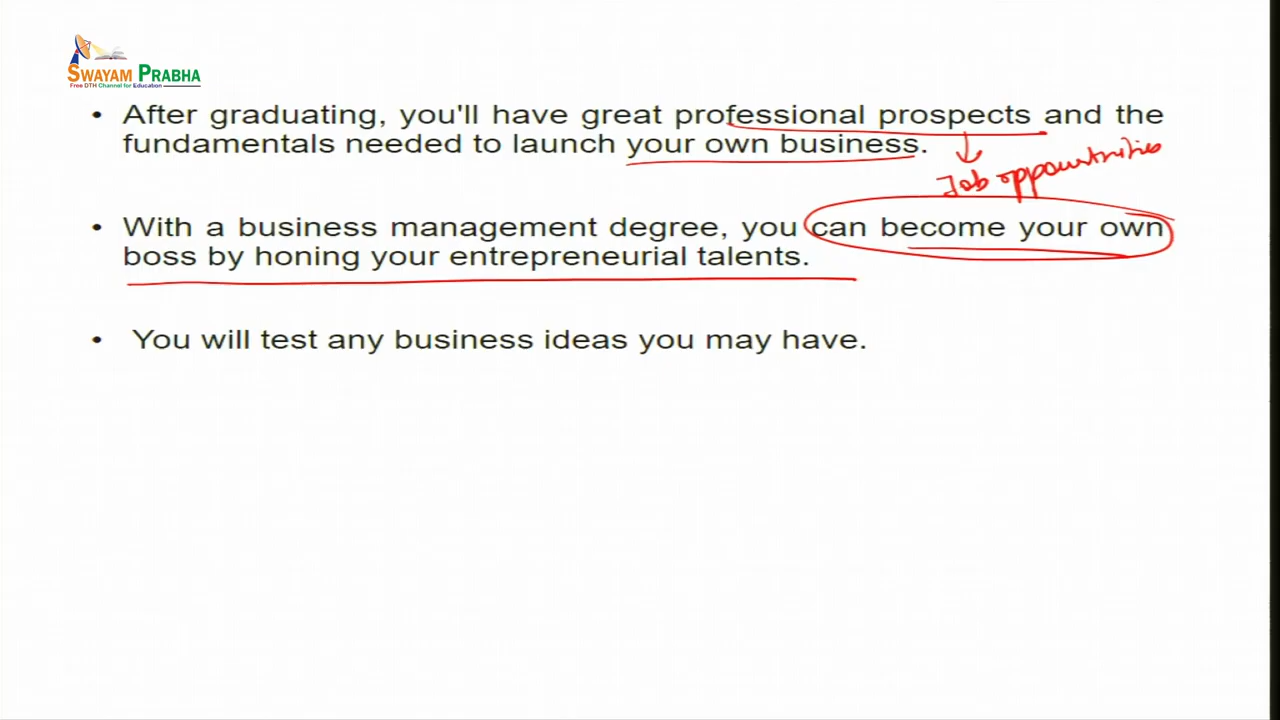 SWAYAM PRABHA
Free DTH Channel for Education
• After graduating, you'll have great professional prospects and the
fundamentals needed to launch your own business.
Job oppourtnities
• With a business management degree, you can become your own
boss by honing your entrepreneurial talents.
• You will test any business ideas you may have.